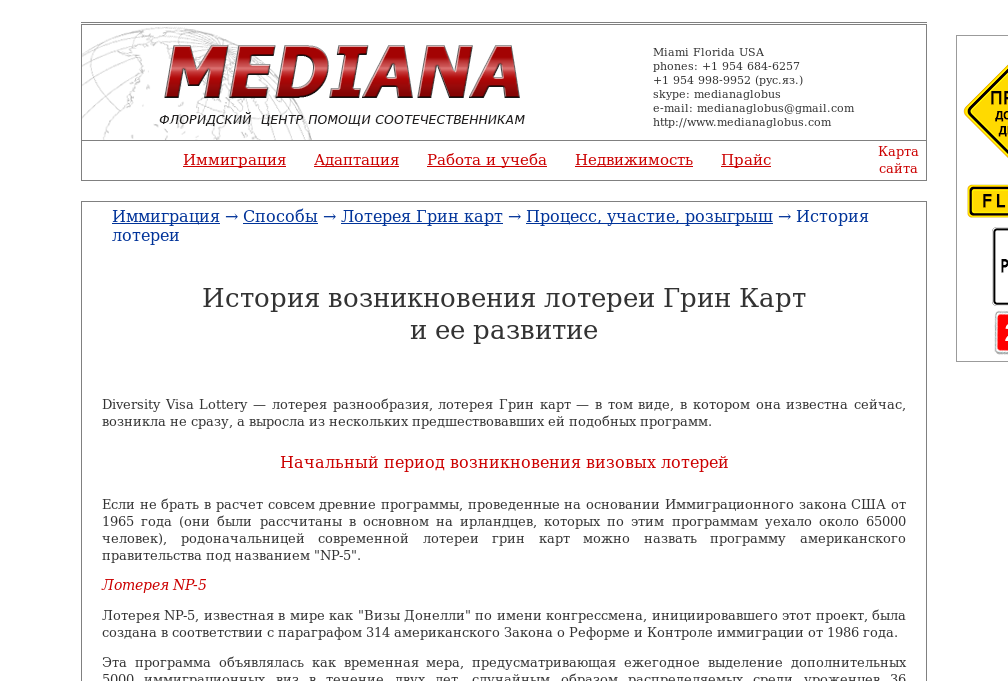 MEDIANA
ФЛОРИДСКИЙ ЦЕНТР ПОМОЩИ СООТЕЧЕСТВЕННИКАМ
Miami Florida USA
phones: +1 954 684-6257
+1 954 998-9952 (рус.яз.)
skype: medianaglobus
e-mail: medianaglobus@gmail.com
http://www.medianaglobus.com
Иммиграция Адаптация Работа и учеба Недвижимость Прайс
Карта
сайта
Иммиграция → Способы → Лотерея Грин карт → Процесс, участие, розыгрыш → История
лотереи
История возникновения лотереи Грин Карт
и ее развитие
Diversity Visa Lottery — лотерея разнообразия, лотерея Грин карт — в том виде, в котором она известна сейчас,
возникла не сразу, а выросла из нескольких предшествовавших ей подобных программ.
Начальный период возникновения визовых лотерей
Если не брать в расчет совсем древние программы, проведенные на основании Иммиграционного закона США от
1965 года (они были рассчитаны в основном на ирландцев, которых по этим программам уехало около 65000
человек), родоначальницей современной лотереи грин карт можно назвать программу американского
правительства под названием "NP-5".
Лотерея NP-5
Лотерея NP-5, известная в мире как "Визы Донелли" по имени конгрессмена, инициировавшего этот проект, была
создана в соответствии с параграфом 314 американского Закона о Реформе и Контроле иммиграции от 1986 года.
Эта программа объявлялась как временная мера, предусматривающая ежегодное выделение дополнительных
5000 иммиграционных виз в течение двух лет, случайным образом распределяемых среди уроженцев 36